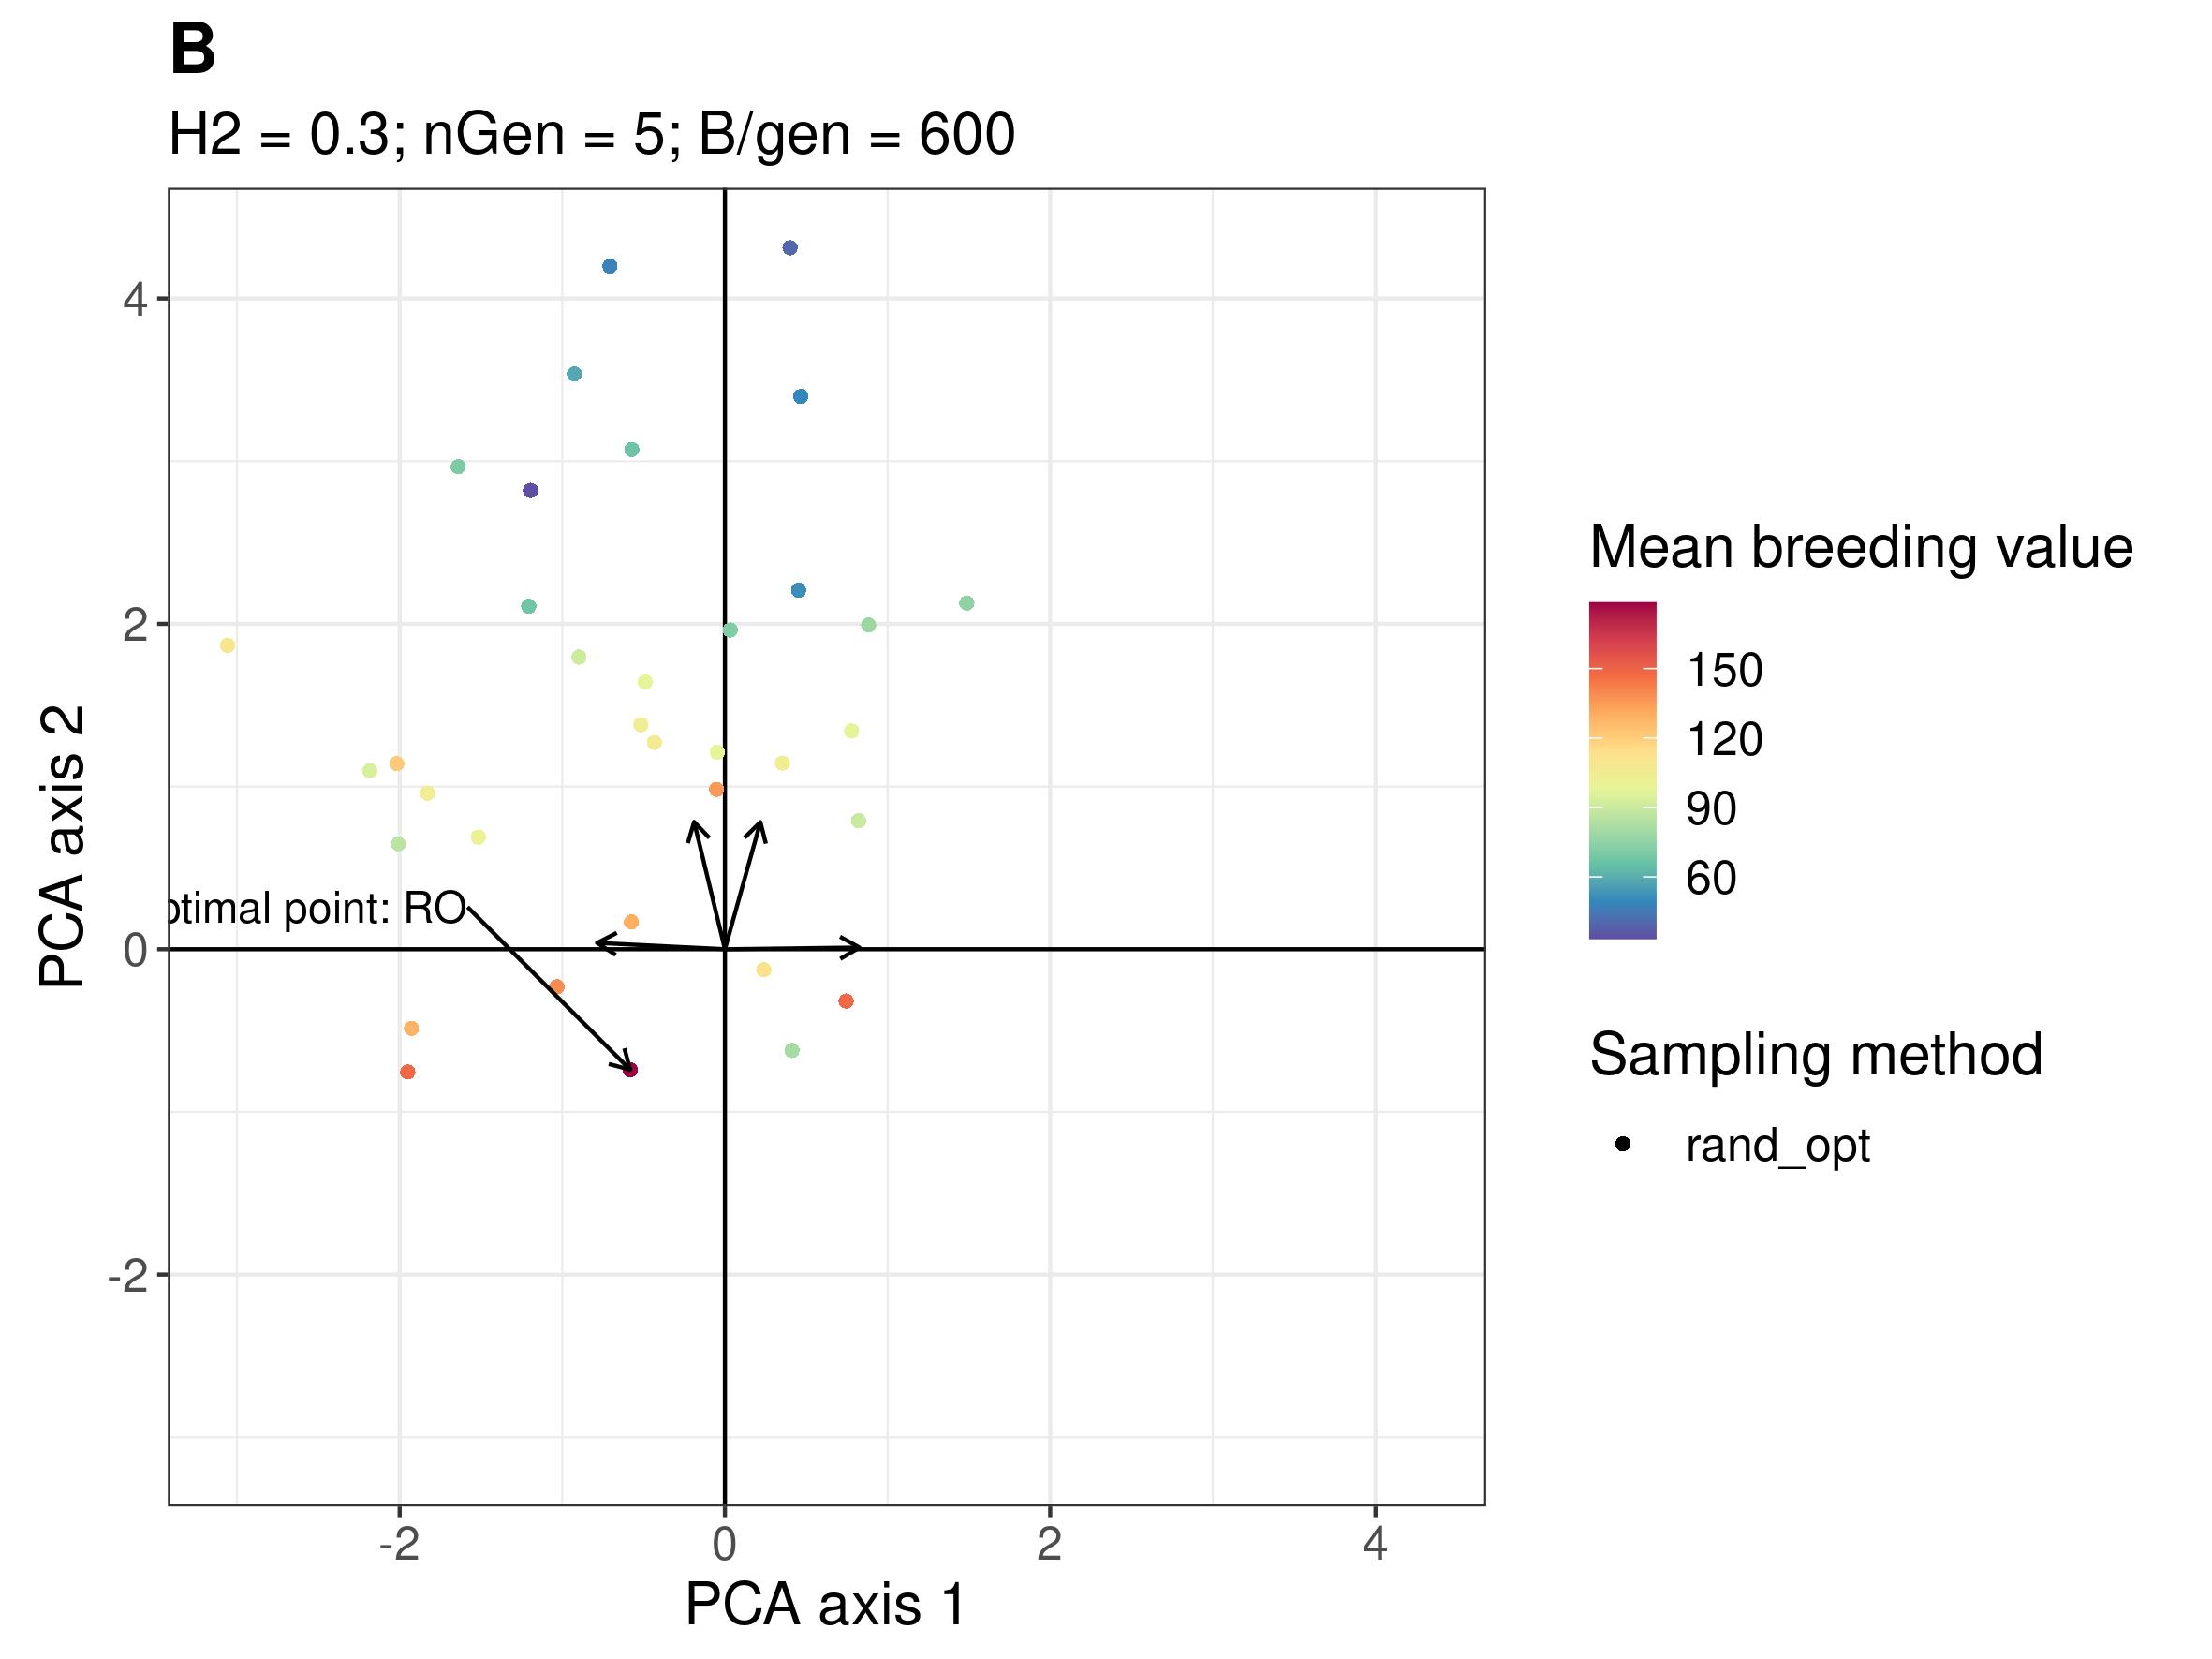 B
H2 = 0.3; nGen = 5; B/gen = 600
PCA axis 2
4
2
0
-2
ptimal point: RO
-2
0
2
4
PCA axis 1
Mean breeding value
150
120
90
60
Sampling method
rand_opt